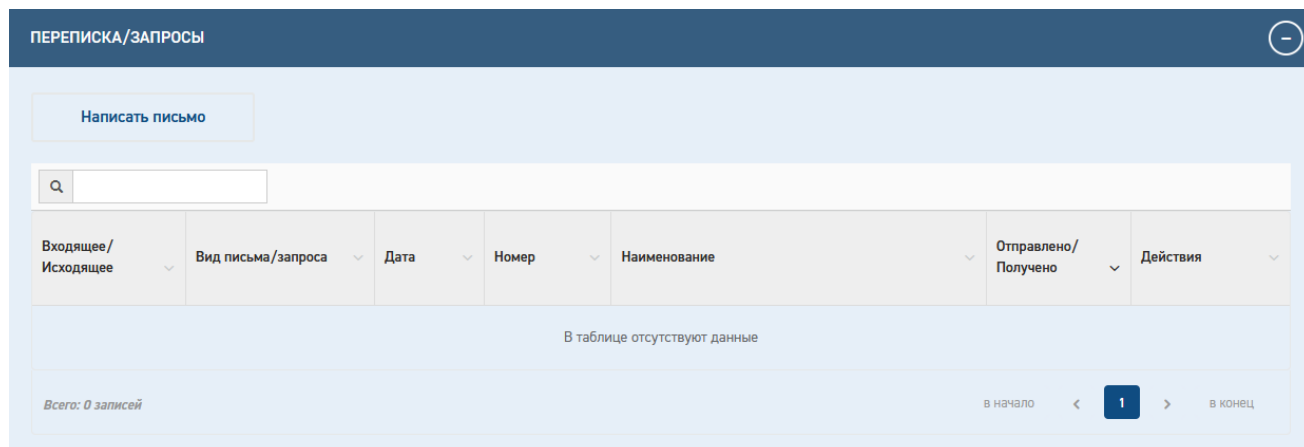 ПЕРЕПИСКА/ЗАПРОСЫ
Написать письмо
Входящее/
Исходящее
Вид письма/запроса
Дата
Номер
Наименование
Отправлено/
Получено
Действия
В таблице отсутствуют данные
Всего: 0 записей
в начало
1
в конец